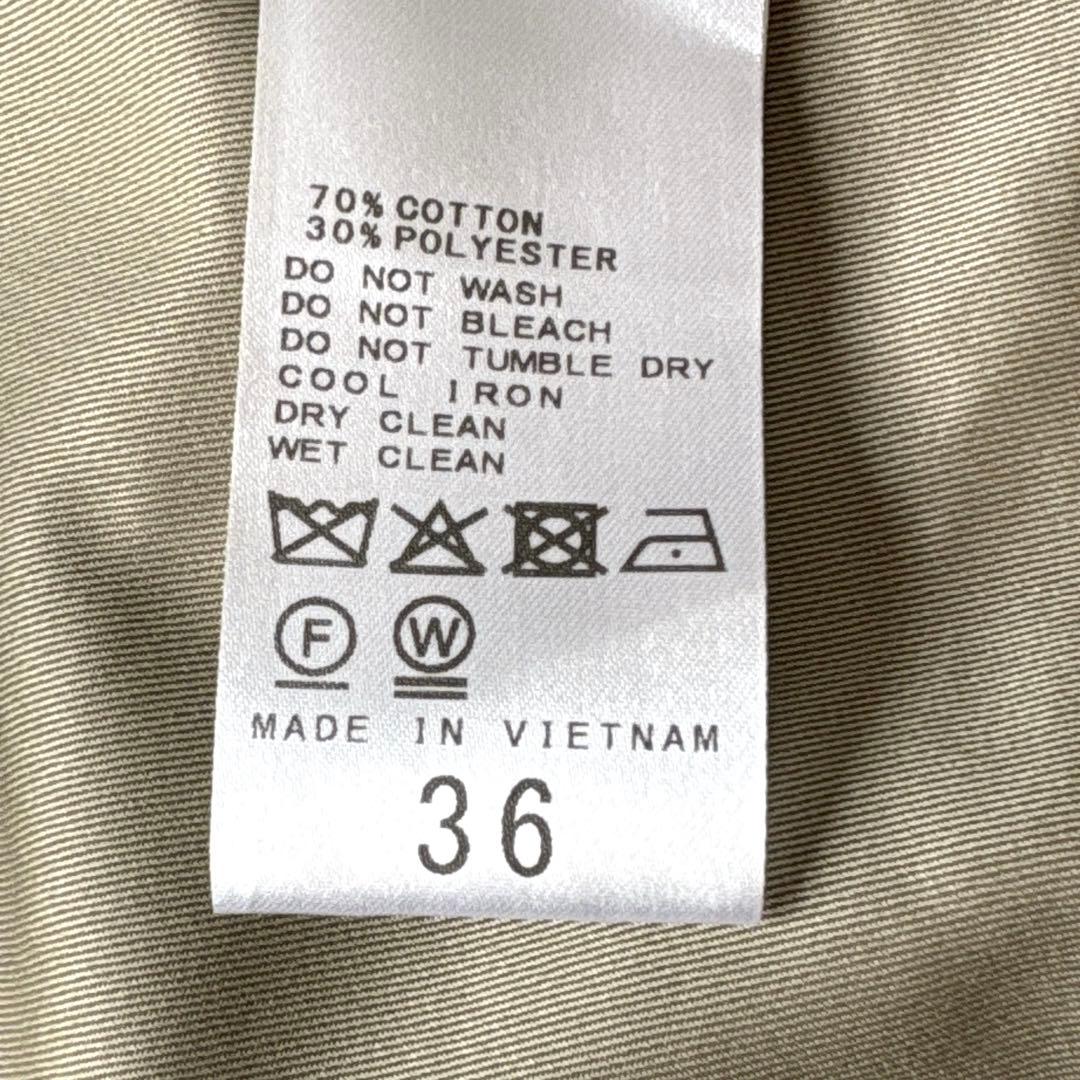 70% COTTON
30% POLYESTER
DO NOT WASH
DO NOT BLEACH
DO NOT TUMBLE DRY
COOL IRON
DRY CLEAN
WET CLEAN
F W
MADE IN VIETNAM
36